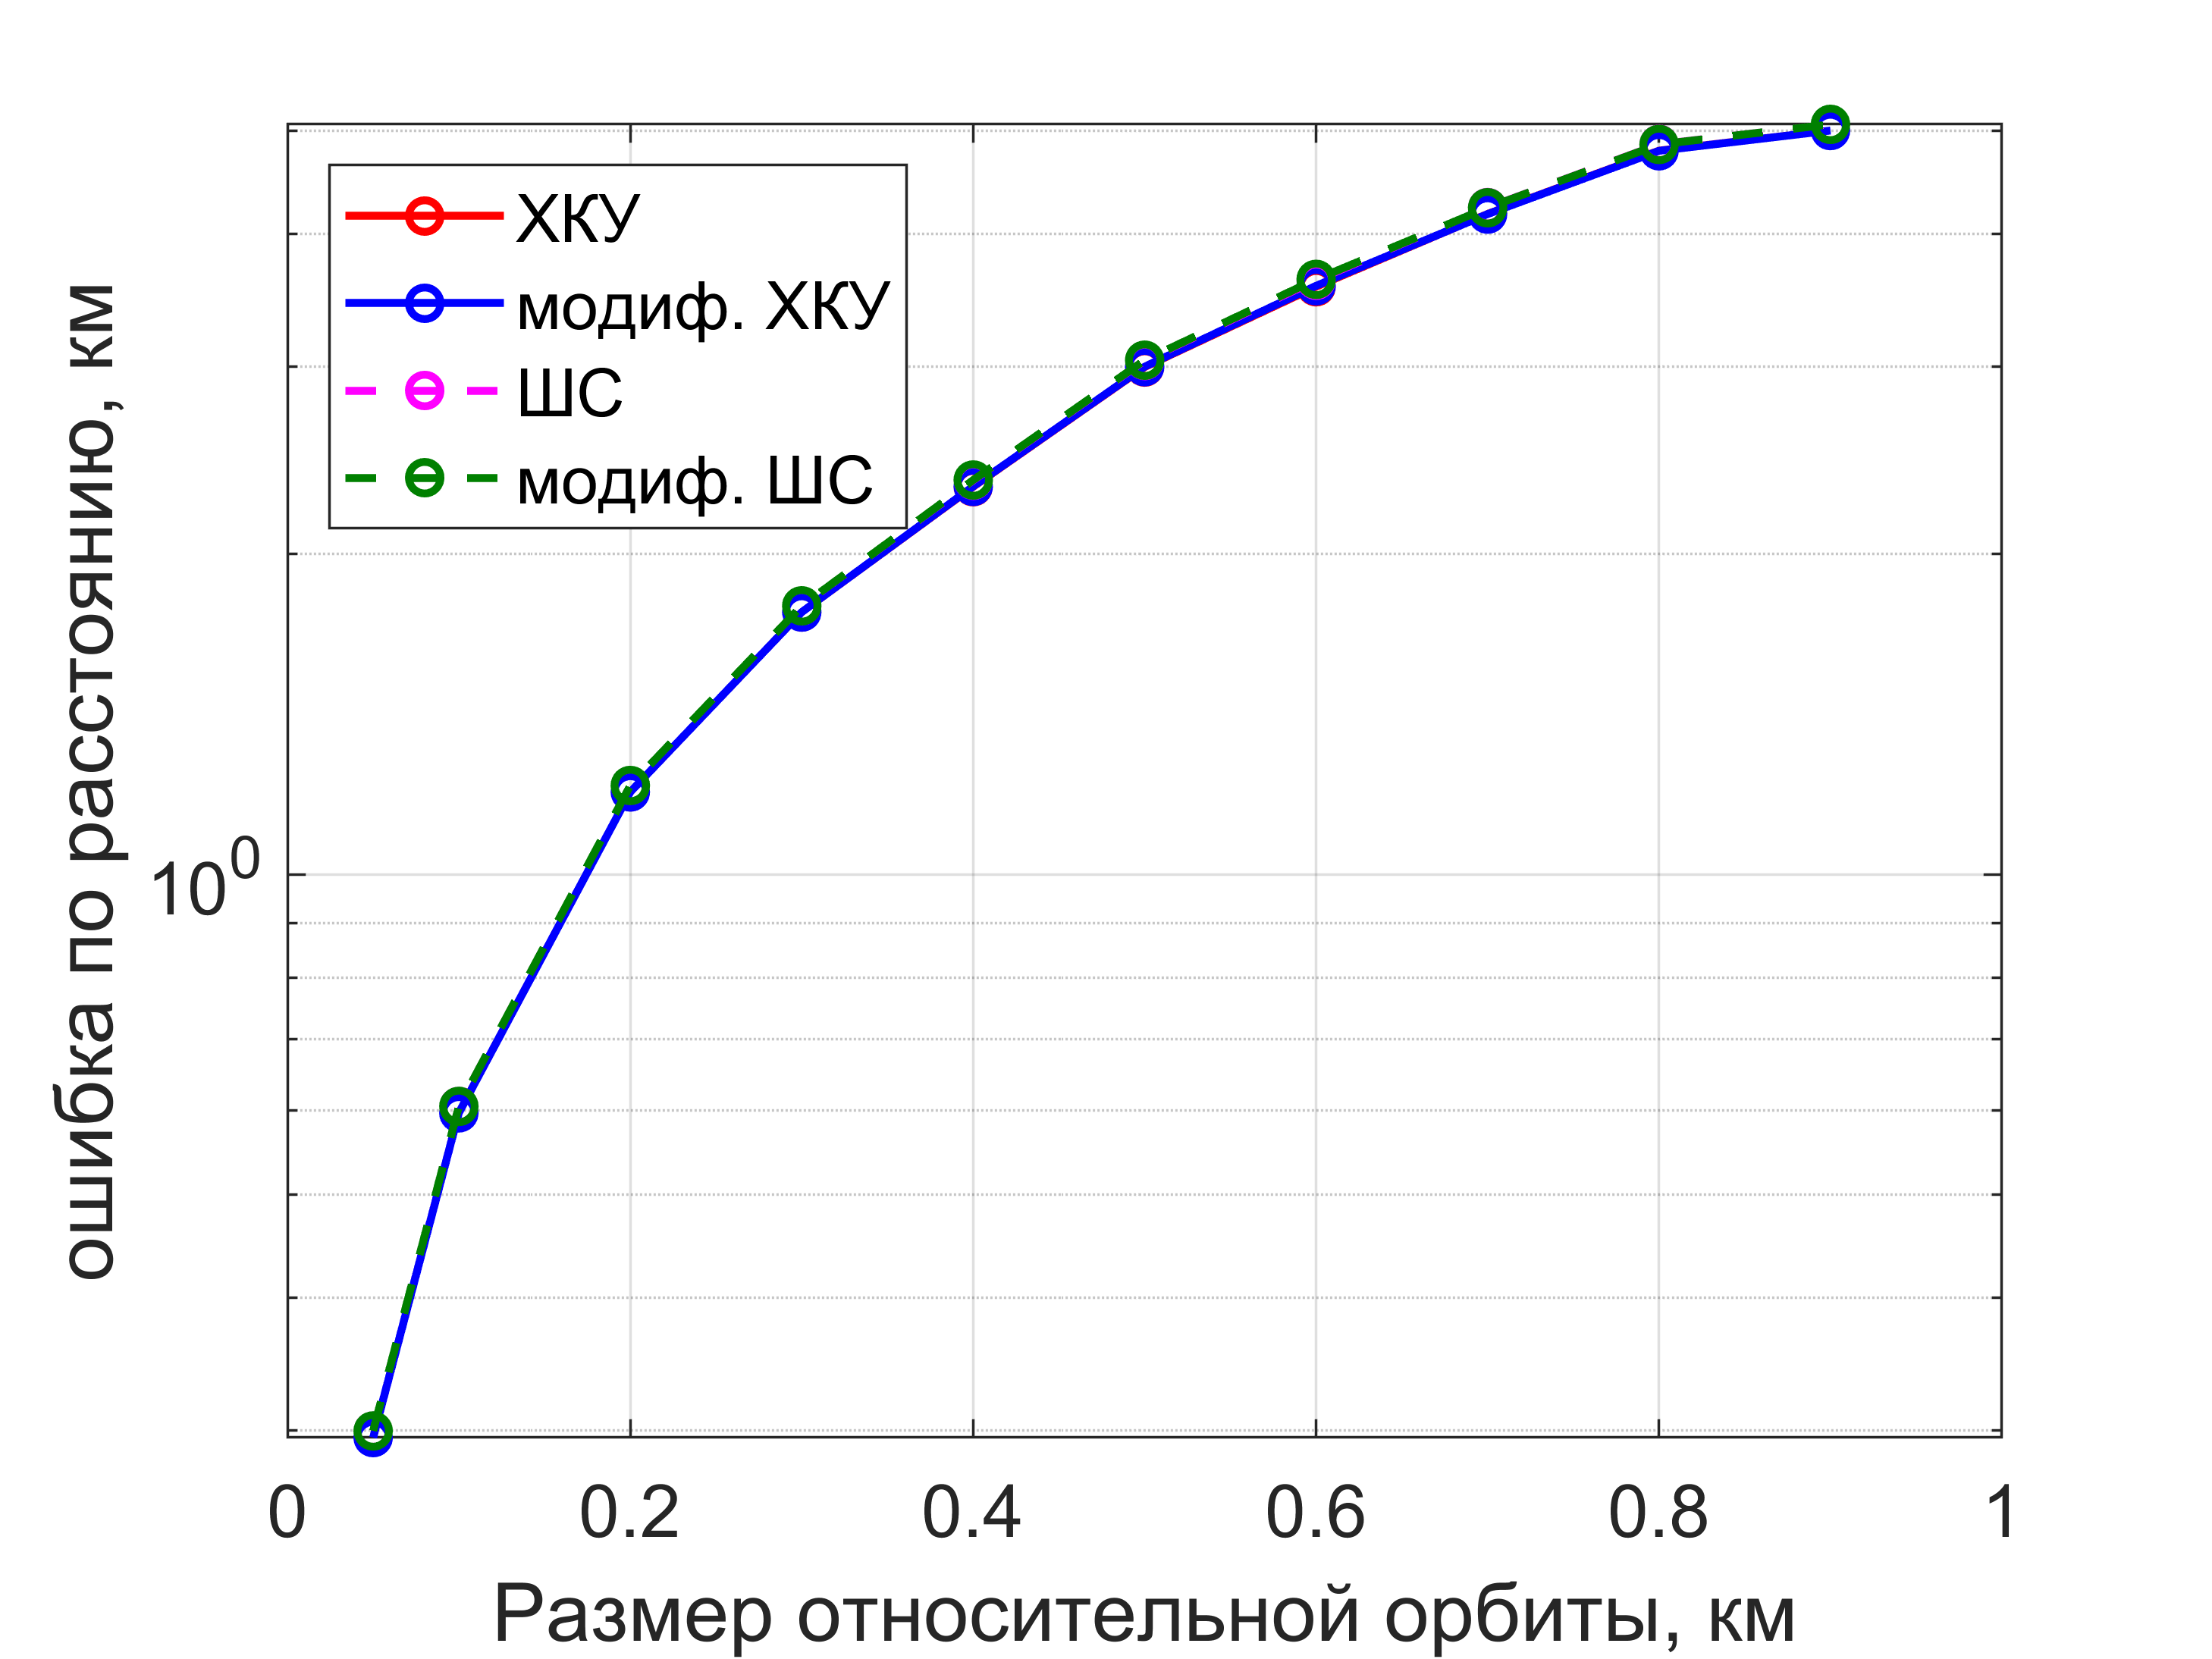 ХКУ
модиф. ХКУ
ШС
модиф. ШС
ошибка по расстоянию, км
10^0
0 0.2 0.4 0.6 0.8 1
Размер относительной орбиты, км